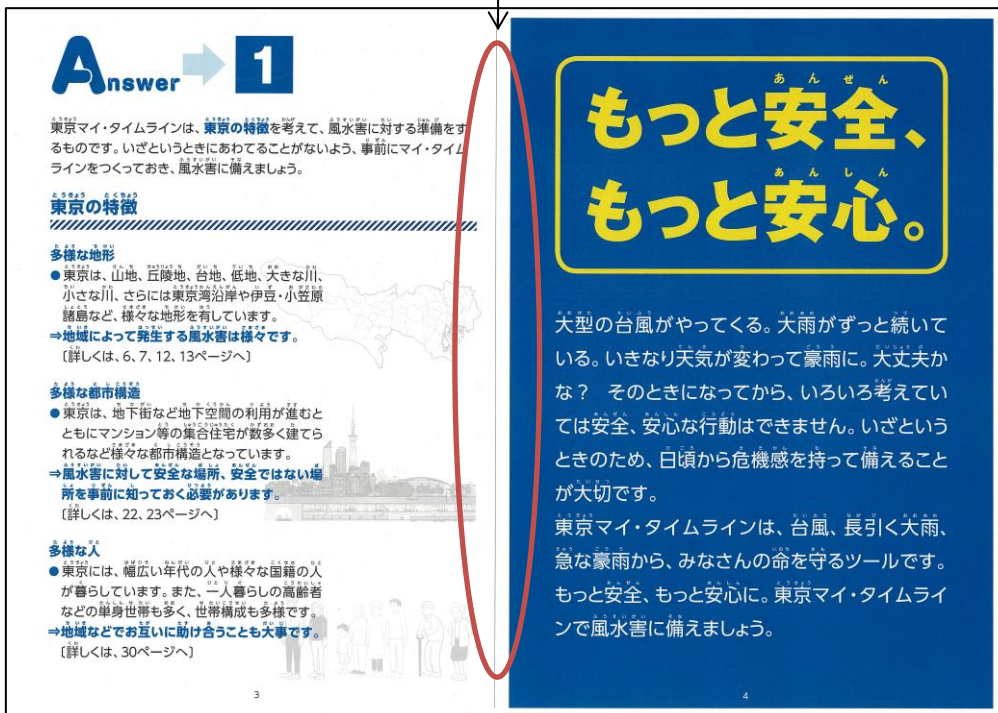 Answer → 1
東京マイ・タイムラインは、東京の特徴を考えて、風水害に対する準備をす
るものです。いざというときにあわてることがないよう、事前にマイ・タイム
ラインをつくっておき、風水害に備えましょう。
東京の特徴
多様な地形
●東京は、山地、丘陵地、台地、低地、大きな川、
小さな川、さらには東京湾沿岸や伊豆・小笠原
諸島など、様々な地形を有しています。
⇒地域によって発生する風水害は様々です。
〔詳しくは、6、7、12、13ページへ〕
多様な都市構造
●東京は、地下街など地下空間の利用が進むと
ともにマンション等の集合住宅が数多く建てら
れるなど様々な都市構造となっています。
⇒風水害に対して安全な場所、安全ではない場
所を事前に知っておく必要があります。
〔詳しくは、22、23ページへ〕
多様な人
●東京には、幅広い年代の人や様々な国籍の人
が暮らしています。また、一人暮らしの高齢者
などの単身世帯も多く、世帯構成も多様です。
⇒地域などでお互いに助け合うことも大事です。
〔詳しくは、30ページへ〕
3
もっと安全、
もっと安心。
大型の台風がやってくる。大雨がずっと続いて
いる。いきなり天気が変わって豪雨に。大丈夫か
な？　そのときになってから、いろいろ考えてい
ては安全、安心な行動はできません。いざという
ときのため、日頃から危機感を持って備えること
が大切です。
東京マイ・タイムラインは、台風、長引く大雨、
急な豪雨から、みなさんの命を守るツールです。
もっと安全、もっと安心に。東京マイ・タイムライ
ンで風水害に備えましょう。
4